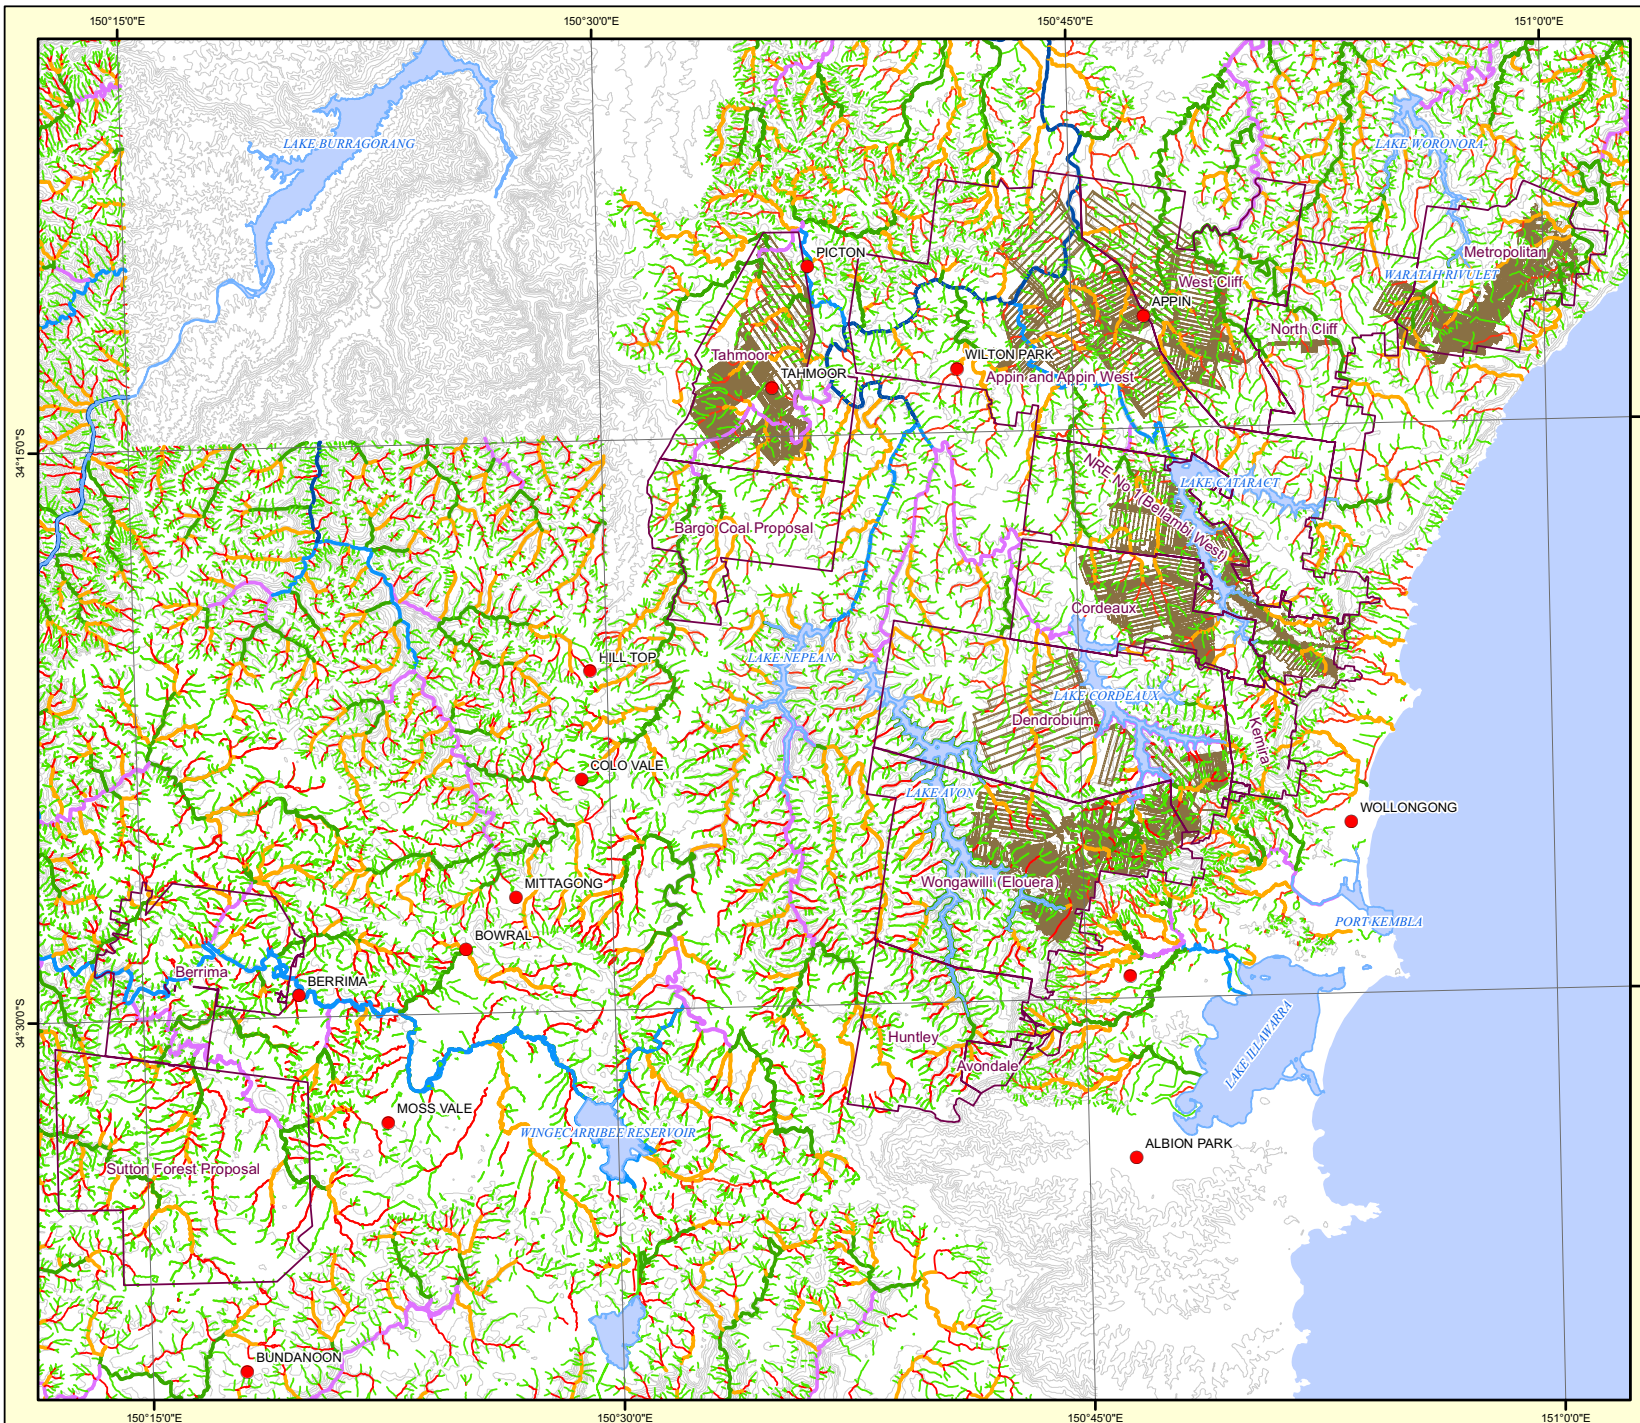 150°15'0"E
150°30'0"E
150°45'0"E
151°0'0"E
LAKE BURRAGORANG
LAKE WORONORA
PICTON
Metropolitan
WARATAH RIVULET
West Cliff
APPIN
North Cliff
Tahmoor
WILTON PARK
TAHMOOR
Appin and Appin West
34°15'0"S
NRE No 1 (Bellambi West)
LAKE CATARACT
Bargo Coal Proposal
Cordeaux
HILL TOP
LAKE NEPEAN
LAKE CORDEAUX
Dendrobium
Kemira
COLO VALE
LAKE AVON
WOLLONGONG
MITTAGONG
Wongawilli (Elouera)
PORT KEMBLA
BOWRAL
Berrima
BERRIMA
34°30'0"S
Huntley
LAKE ILLAWARRA
Avondale
MOSS VALE
WINGECARRIBEE RESERVOIR
ALBION PARK
Sutton Forest Proposal
BUNDANOON
150°15'0"E
150°30'0"E
150°45'0"E
151°0'0"E